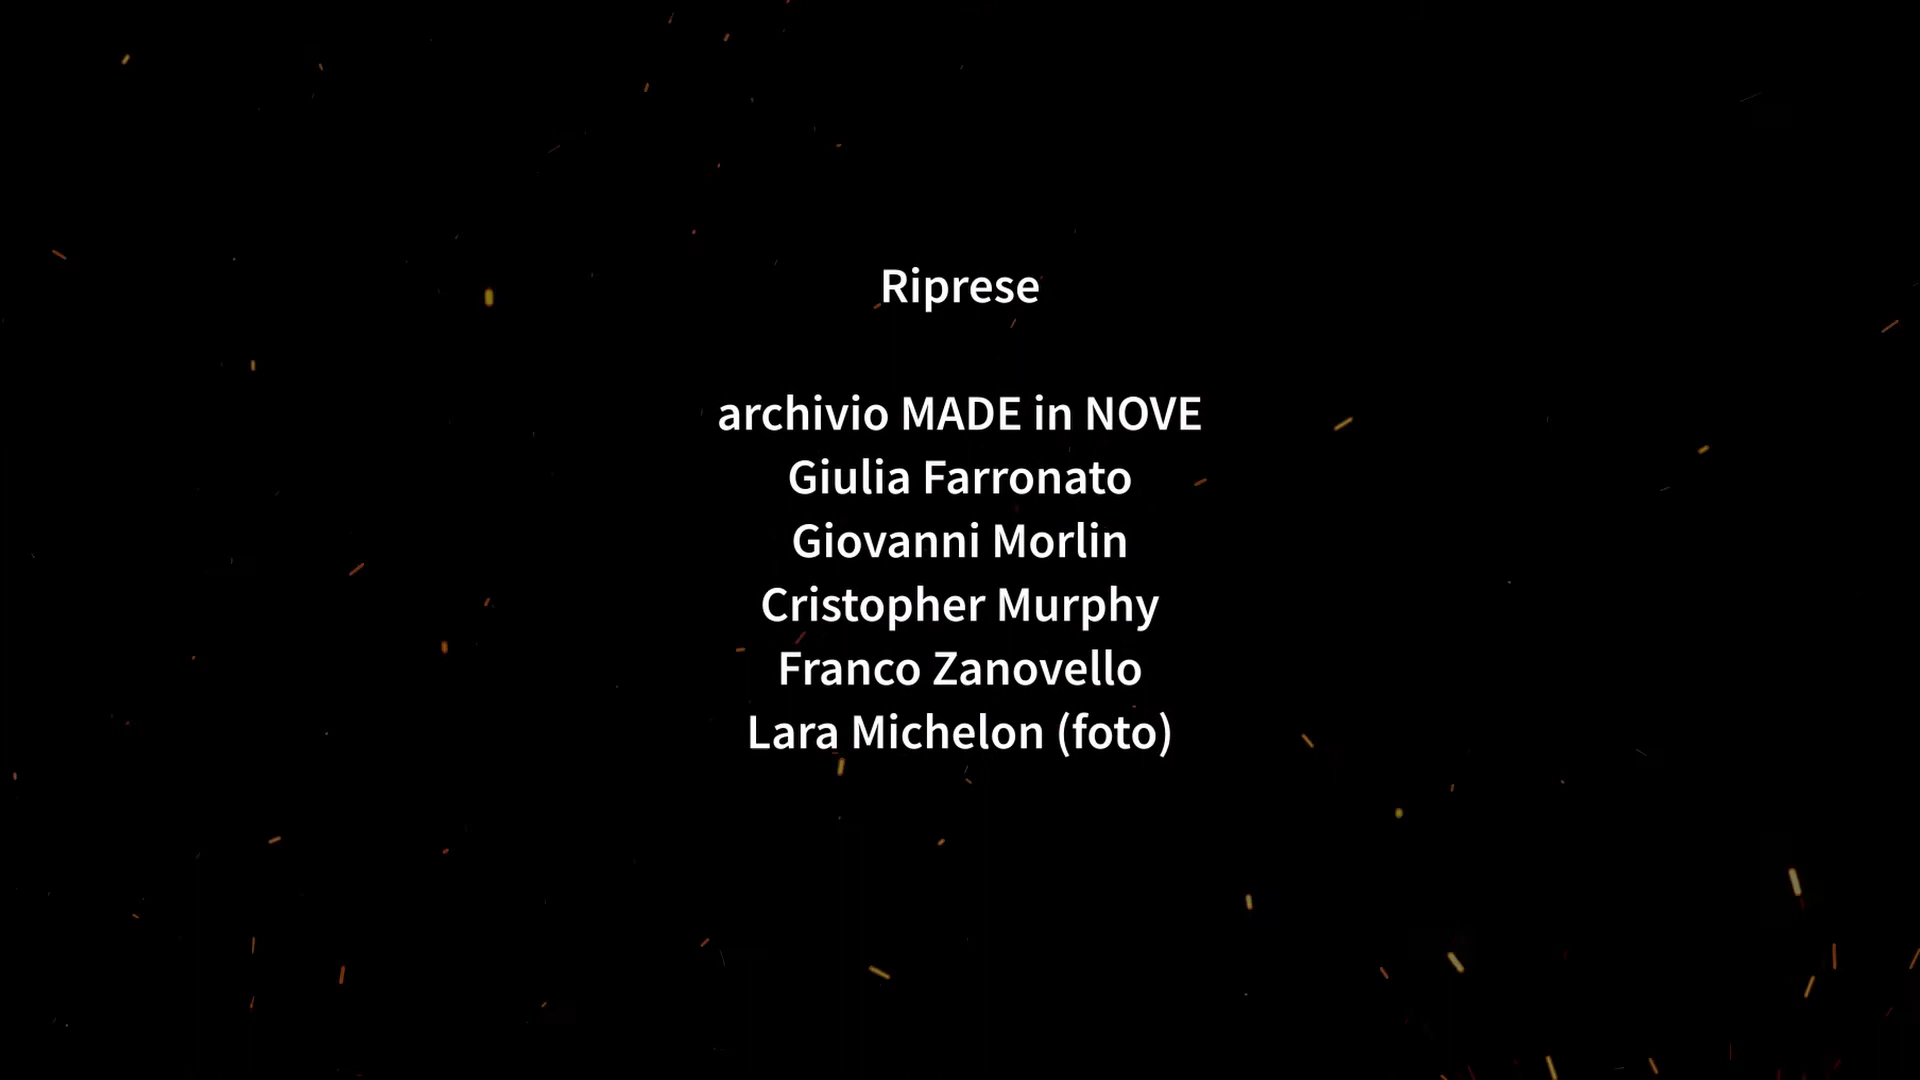 Riprese
archivio MADE in NOVE
Giulia Farronato
Giovanni Morlin
Cristopher Murphy
Franco Zanovello
Lara Michelon (foto)